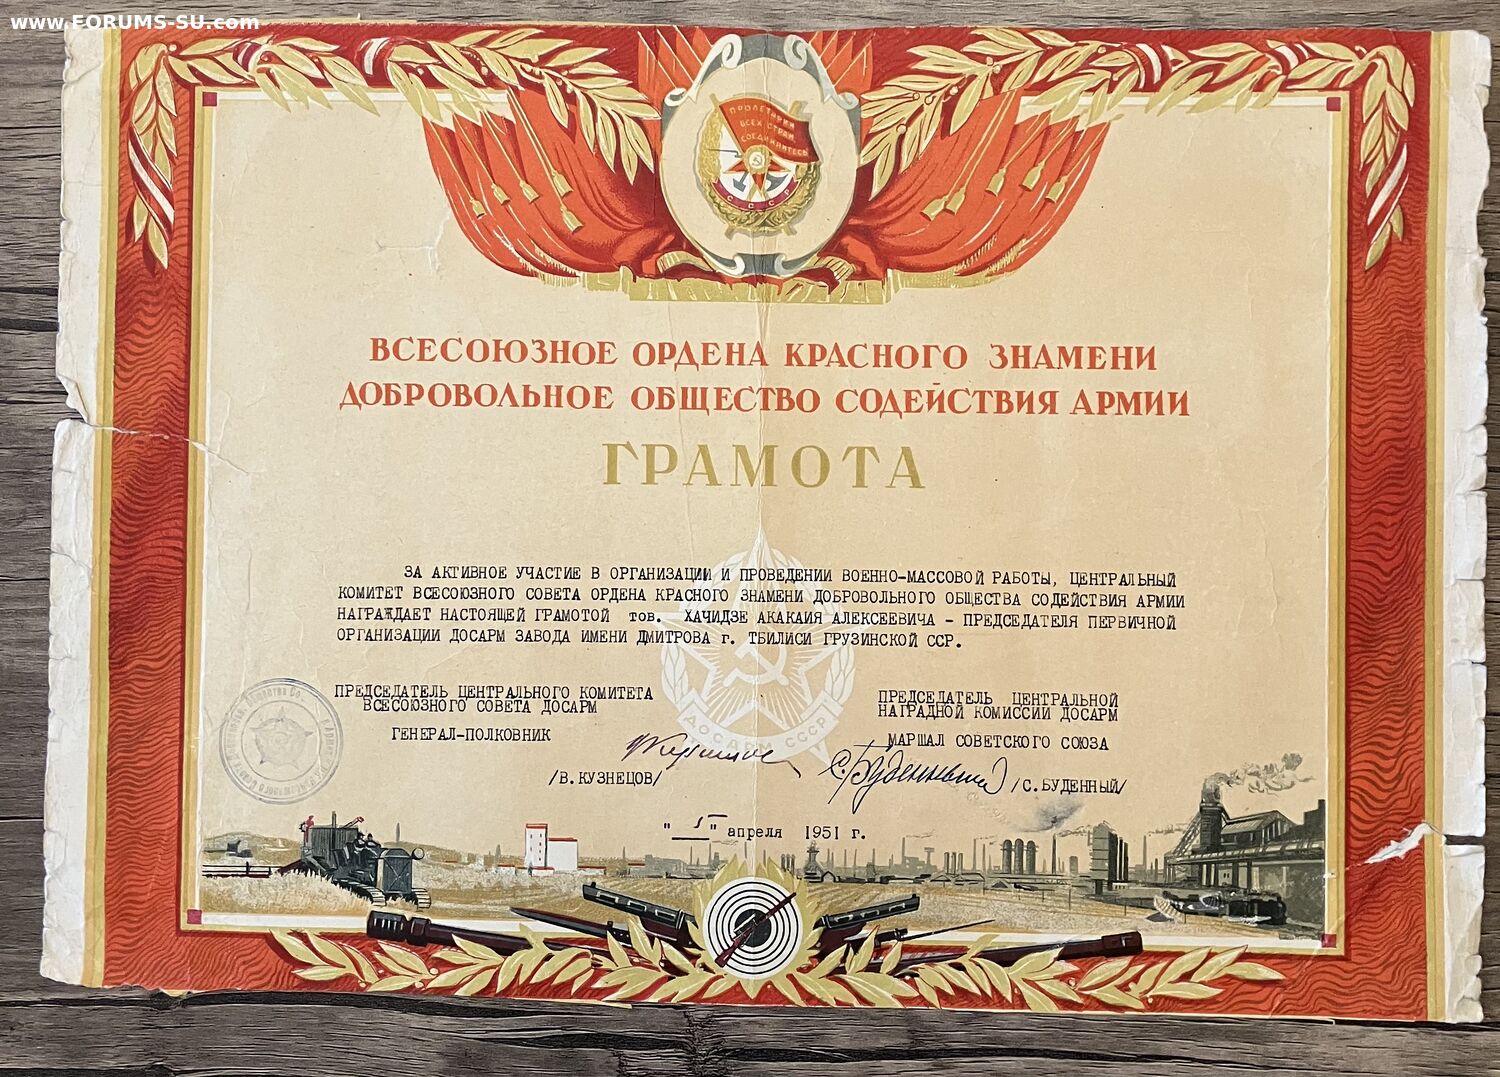 www.FORUMS-SU.com
ПРОЛЕТАРИИ
ВСЕХ СТРАН
СОЕДИНЯЙТЕСЬ
СССР
ВСЕСОЮЗНОЕ ОРДЕНА КРАСНОГО ЗНАМЕНИ
ДОБРОВОЛЬНОЕ ОБЩЕСТВО СОДЕЙСТВИЯ АРМИИ
ГРАМОТА
ЗА АКТИВНОЕ УЧАСТИЕ В ОРГАНИЗАЦИИ И ПРОВЕДЕНИИ ВОЕННО-МАССОВОЙ РАБОТЫ, ЦЕНТРАЛЬНЫЙ
КОМИТЕТ ВСЕСОЮЗНОГО СОВЕТА ОРДЕНА КРАСНОГО ЗНАМЕНИ ДОБРОВОЛЬНОГО ОБЩЕСТВА СОДЕЙСТВИЯ АРМИИ
НАГРАЖДАЕТ НАСТОЯЩЕЙ ГРАМОТОЙ тов. ХАЧИДЗЕ АКАКАИЯ АЛЕКСЕЕВИЧА - ПРЕДСЕДАТЕЛЯ ПЕРВИЧНОЙ
ОРГАНИЗАЦИИ ДОСАРМ ЗАВОДА ИМЕНИ ДМИТРОВА г. ТБИЛИСИ ГРУЗИНСКОЙ ССР.
ДОСАРМ СССР
ПРЕДСЕДАТЕЛЬ ЦЕНТРАЛЬНОГО КОМИТЕТА
ВСЕСОЮЗНОГО СОВЕТА ДОСАРМ
ГЕНЕРАЛ-ПОЛКОВНИК
/В.КУЗНЕЦОВ/
ПРЕДСЕДАТЕЛЬ ЦЕНТРАЛЬНОЙ
НАГРАДНОЙ КОМИССИИ ДОСАРМ
МАРШАЛ СОВЕТСКОГО СОЮЗА
С.Буденный /С.БУДЕННЫЙ/
"5" апреля 1951 г.